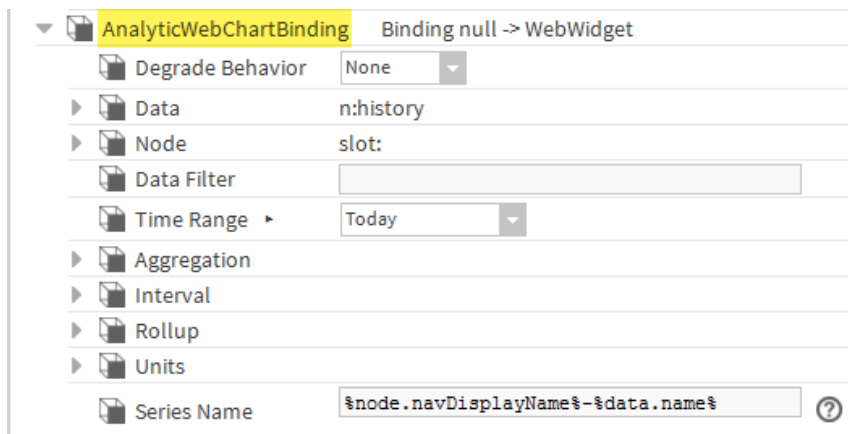 AnalyticWebChartBinding Binding null -> WebWidget
Degrade Behavior None
Data n:history
Node slot:
Data Filter
Time Range Today
Aggregation
Interval
Rollup
Units
Series Name %node.navDisplayName%-%data.name% ?